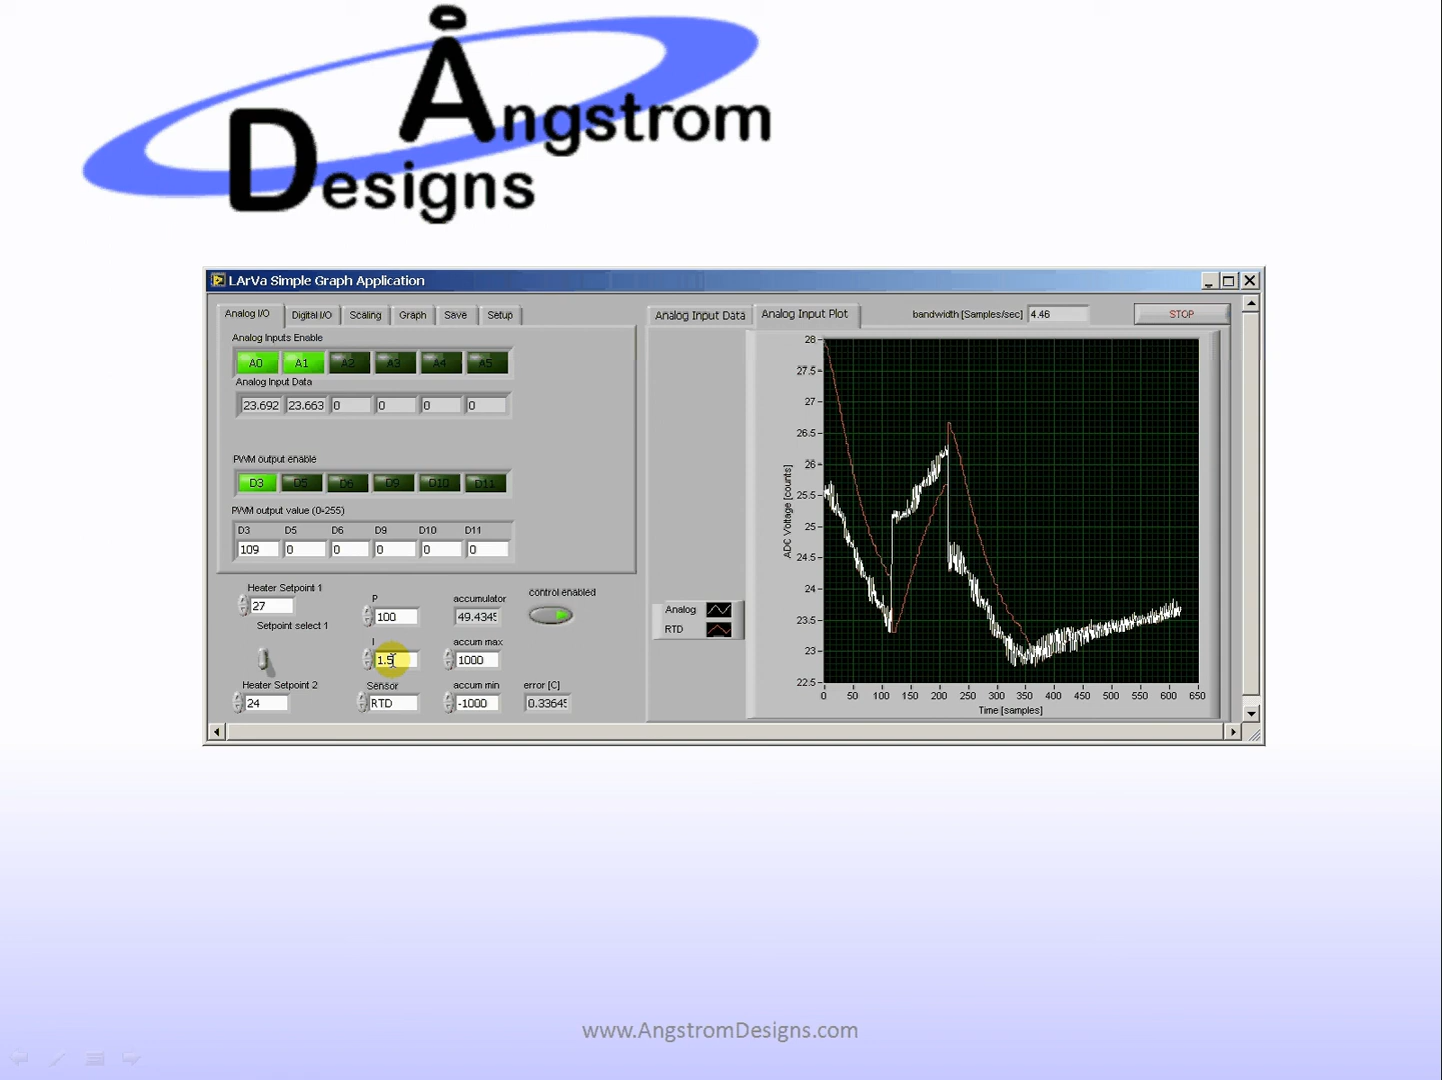 Angstrom
Designs
LArVa Simple Graph Application
Analog I/O Digital I/O Scaling Graph Save Setup
Analog Inputs Enable
A0 A1 A2 A3 A4 A5
Analog Input Data
23.692 23.663 0 0 0 0
PWM output enable
D3 D5 D6 D9 D10 D11
PWM output value (0-255)
D3 D5 D6 D9 D10 D11
109 0 0 0 0 0
Heater Setpoint 1
27
Setpoint select 1
Heater Setpoint 2
24
P
100
I
1.5
Sensor
RTD
accumulator
49.4345
accum max
1000
accum min
-1000
control enabled
error [C]
0.33645
Analog Input Data Analog Input Plot
bandwidth [Samples/sec] 4.46
STOP
Analog
RTD
ADC Voltage [counts]
28
27.5
27
26.5
26
25.5
25
24.5
24
23.5
23
22.5
0 50 100 150 200 250 300 350 400 450 500 550 600 650
Time [samples]
www.AngstromDesigns.com